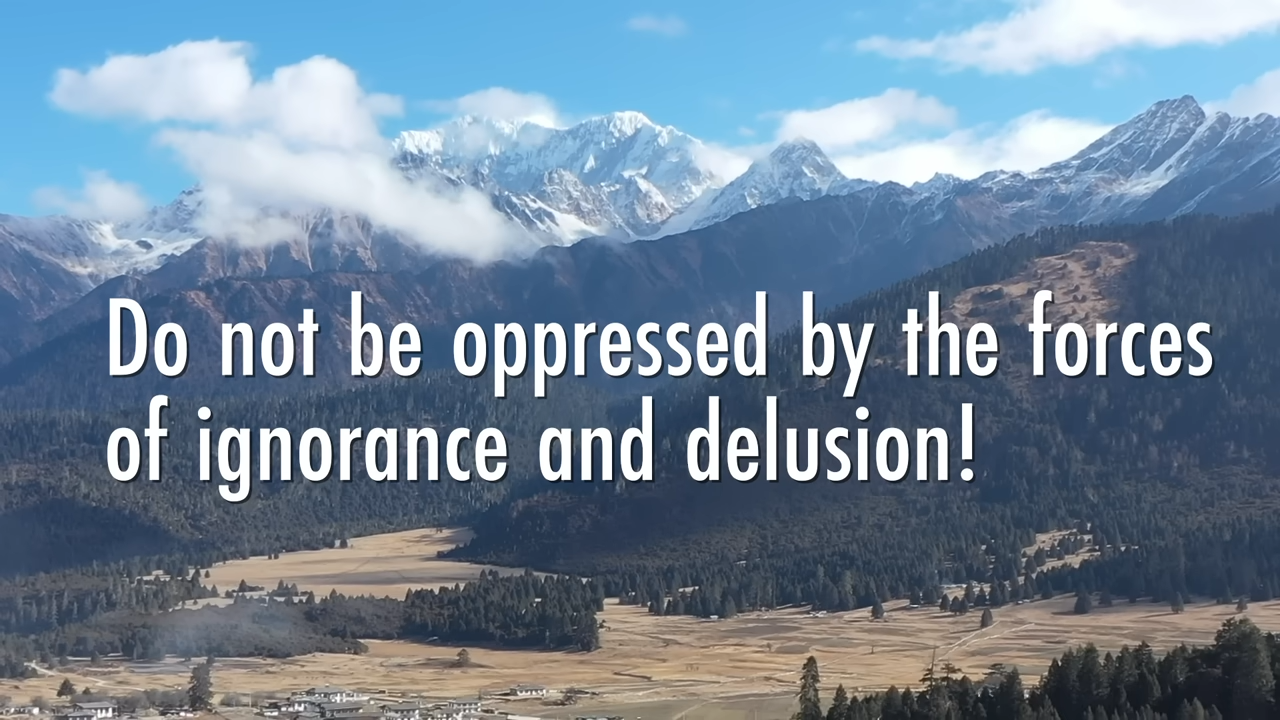 Do not be oppressed by the forces
of ignorance and delusion!